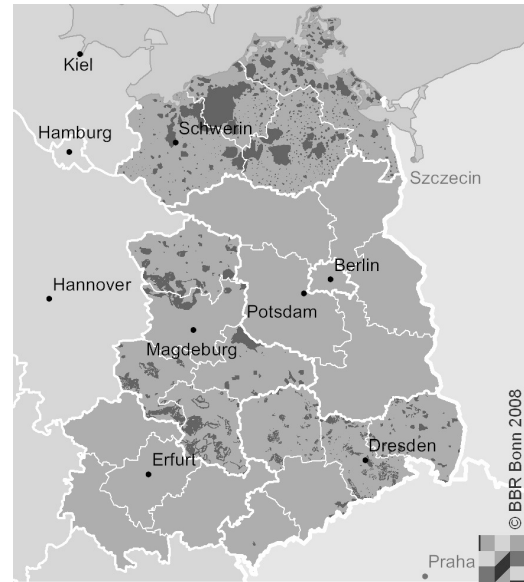 Kiel
Hamburg
Schwerin
Szczecin
Hannover
Berlin
Potsdam
Magdeburg
Dresden
Erfurt
Praha
© BBR Bonn 2008